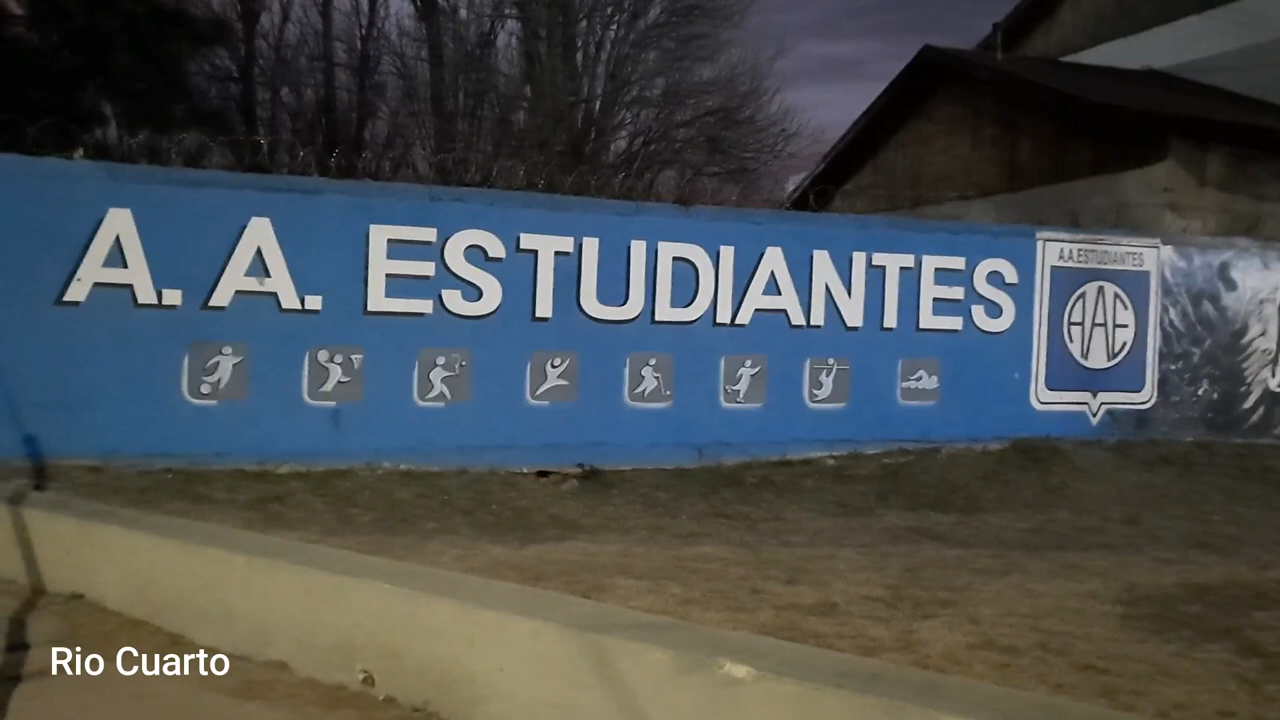 A. A. ESTUDIANTES
A.A.ESTUDIANTES
AAE
Rio Cuarto